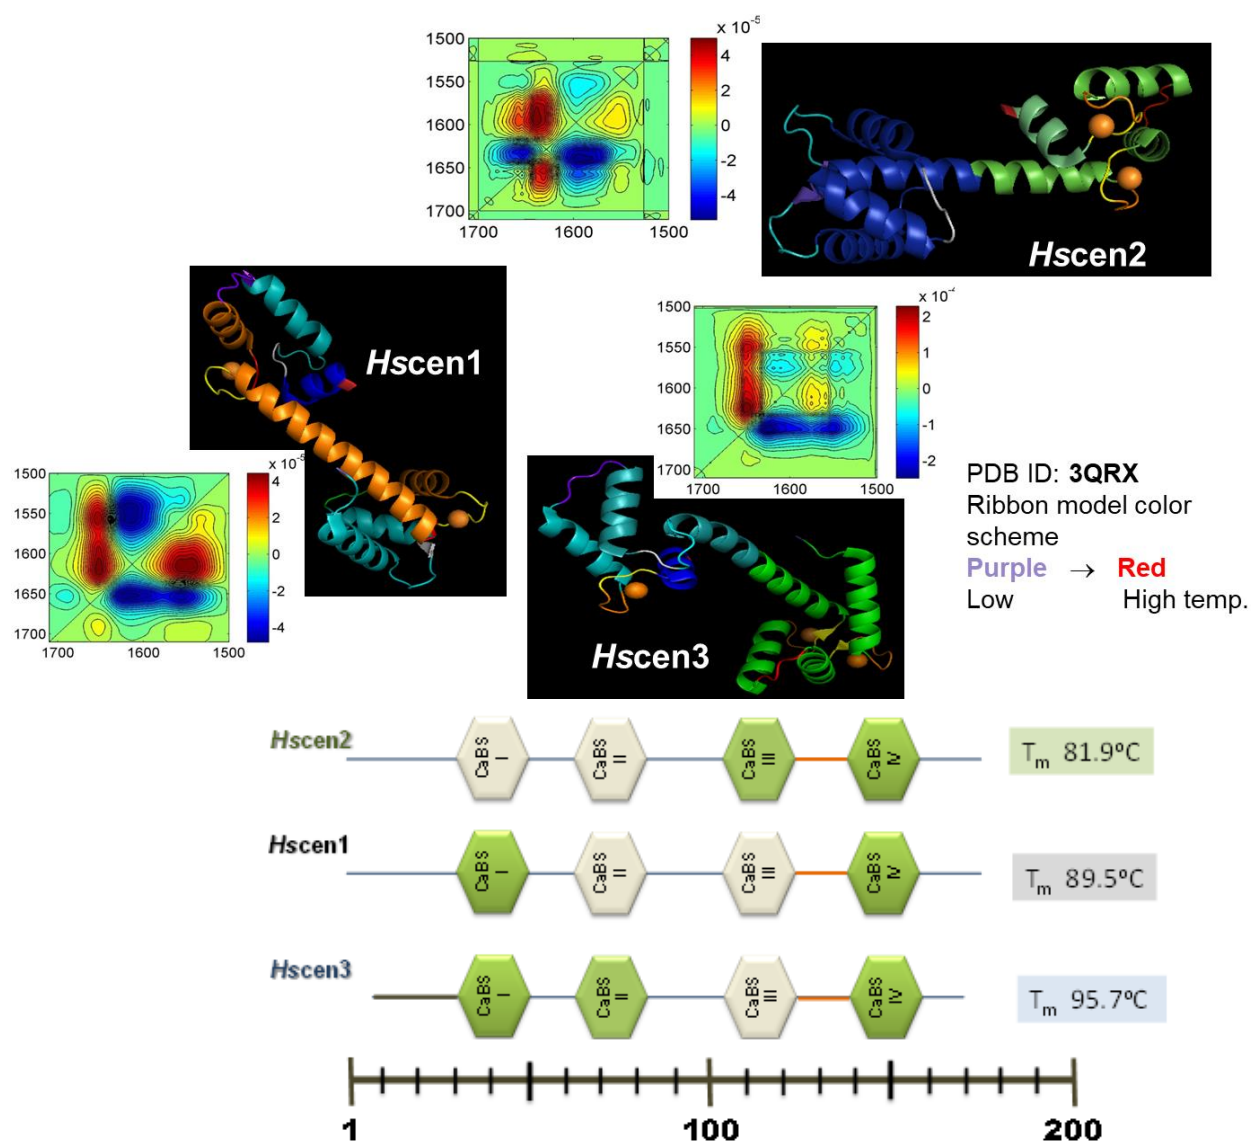 x 10⁻⁵
1500
1550
1600
1650
1700
1700 1600 1500
4
2
0
-2
-4
Hscen2
Hscen1
x 10⁻
1500
1550
1600
1650
1700
1700 1600 1500
2
1
0
-1
-2
x 10⁻⁵
1500
1550
1600
1650
1700
1700 1600 1500
4
2
0
-2
-4
Hscen3
PDB ID: 3QRX
Ribbon model color
scheme
Purple → Red
Low High temp.
Hscen2
CaBS I
CaBS II
CaBS III
CaBS IV
Tm 81.9ºC
Hscen1
CaBS I
CaBS II
CaBS III
CaBS IV
Tm 89.5ºC
Hscen3
CaBS I
CaBS II
CaBS III
CaBS IV
Tm 95.7ºC
1 100 200